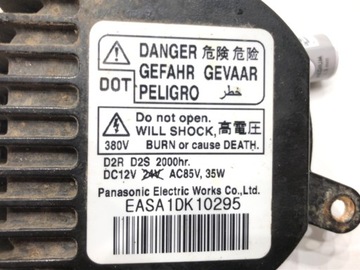 DANGER 危険 危险
GEFAHR GEVAAR
DOT PELIGRO خطر
Do not open.
WILL SHOCK, 高電圧
380V BURN or cause DEATH.
D2R D2S 2000hr.
DC12V 24V AC85V, 35W
Panasonic Electric Works Co.,Ltd.
EASA1DK10295